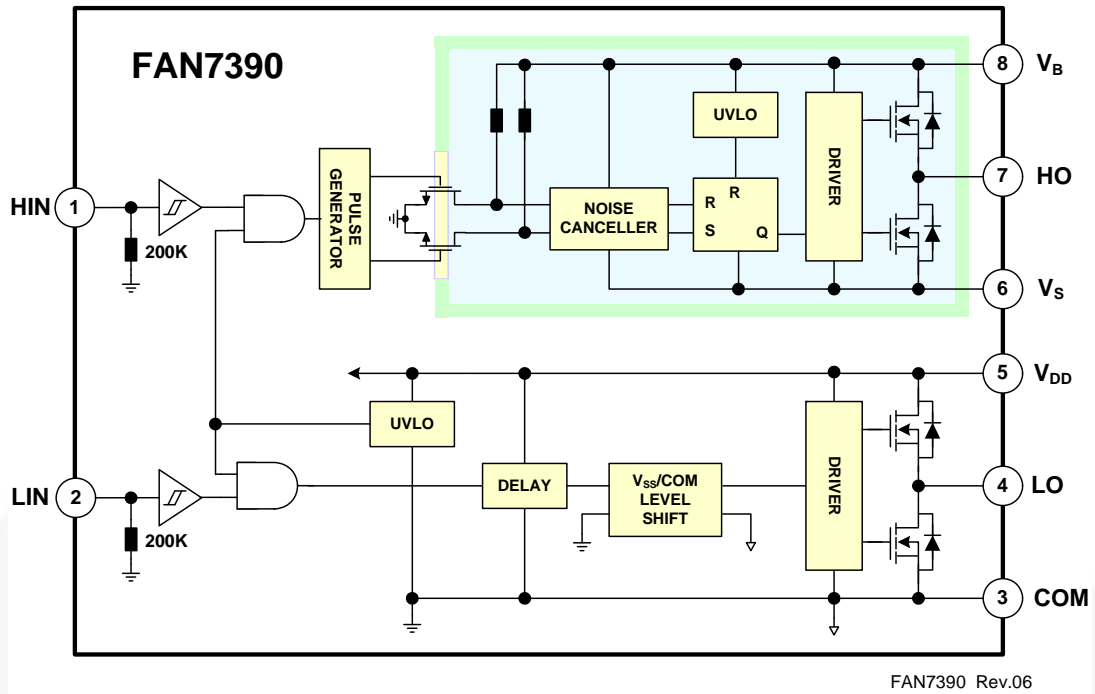 FAN7390
8
VB
UVLO
HIN
1
200K
PULSE
GENERATOR
NOISE
CANCELLER
R
R
S
Q
DRIVER
7
HO
6
VS
5
VDD
UVLO
LIN
2
200K
DELAY
VSS/COM
LEVEL
SHIFT
DRIVER
4
LO
3
COM
FAN7390 Rev.06